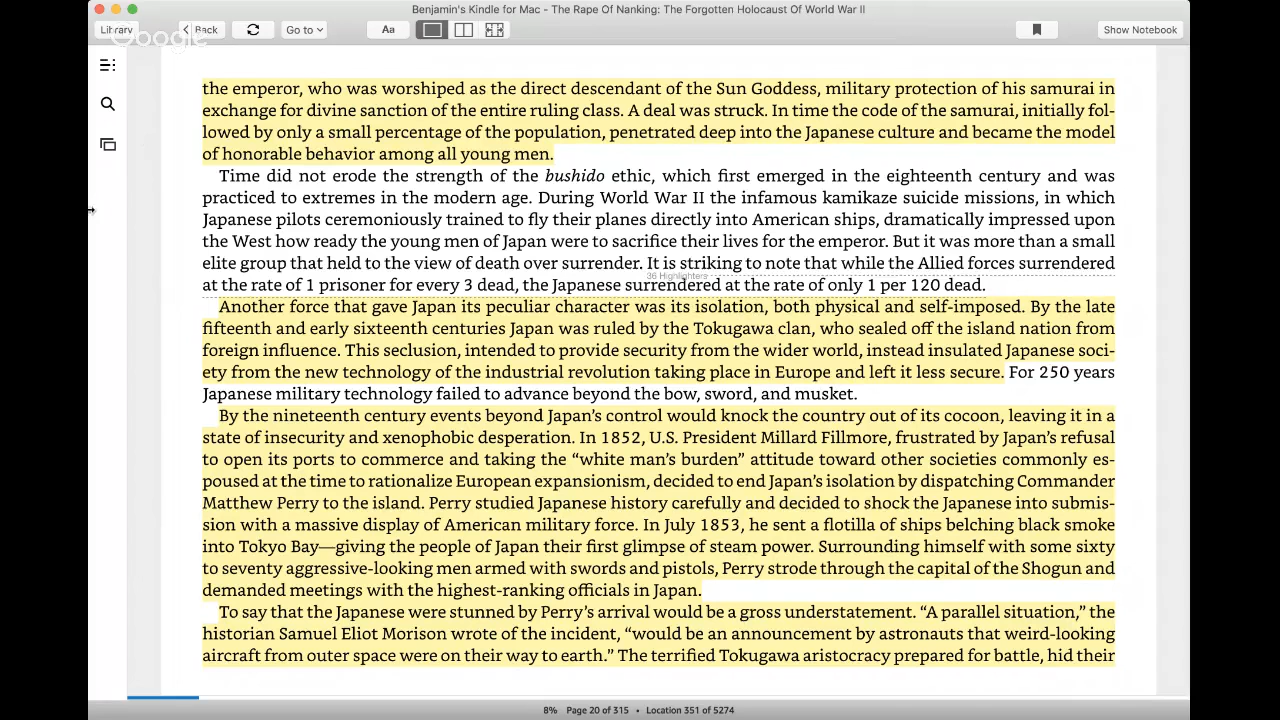 Benjamin's Kindle for Mac - The Rape Of Nanking: The Forgotten Holocaust Of World War II
Library
Back
Go to
Aa
Show Notebook
the emperor, who was worshiped as the direct descendant of the Sun Goddess, military protection of his samurai in
exchange for divine sanction of the entire ruling class. A deal was struck. In time the code of the samurai, initially fol-
lowed by only a small percentage of the population, penetrated deep into the Japanese culture and became the model
of honorable behavior among all young men.
Time did not erode the strength of the bushido ethic, which first emerged in the eighteenth century and was
practiced to extremes in the modern age. During World War II the infamous kamikaze suicide missions, in which
Japanese pilots ceremoniously trained to fly their planes directly into American ships, dramatically impressed upon
the West how ready the young men of Japan were to sacrifice their lives for the emperor. But it was more than a small
elite group that held to the view of death over surrender. It is striking to note that while the Allied forces surrendered
36 Highlighters
at the rate of 1 prisoner for every 3 dead, the Japanese surrendered at the rate of only 1 per 120 dead.
Another force that gave Japan its peculiar character was its isolation, both physical and self-imposed. By the late
fifteenth and early sixteenth centuries Japan was ruled by the Tokugawa clan, who sealed off the island nation from
foreign influence. This seclusion, intended to provide security from the wider world, instead insulated Japanese soci-
ety from the new technology of the industrial revolution taking place in Europe and left it less secure. For 250 years
Japanese military technology failed to advance beyond the bow, sword, and musket.
By the nineteenth century events beyond Japan's control would knock the country out of its cocoon, leaving it in a
state of insecurity and xenophobic desperation. In 1852, U.S. President Millard Fillmore, frustrated by Japan's refusal
to open its ports to commerce and taking the “white man's burden” attitude toward other societies commonly es-
poused at the time to rationalize European expansionism, decided to end Japan's isolation by dispatching Commander
Matthew Perry to the island. Perry studied Japanese history carefully and decided to shock the Japanese into submis-
sion with a massive display of American military force. In July 1853, he sent a flotilla of ships belching black smoke
into Tokyo Bay—giving the people of Japan their first glimpse of steam power. Surrounding himself with some sixty
to seventy aggressive-looking men armed with swords and pistols, Perry strode through the capital of the Shogun and
demanded meetings with the highest-ranking officials in Japan.
To say that the Japanese were stunned by Perry's arrival would be a gross understatement. “A parallel situation,” the
historian Samuel Eliot Morison wrote of the incident, “would be an announcement by astronauts that weird-looking
aircraft from outer space were on their way to earth.” The terrified Tokugawa aristocracy prepared for battle, hid their
8% Page 20 of 315 • Location 351 of 5274